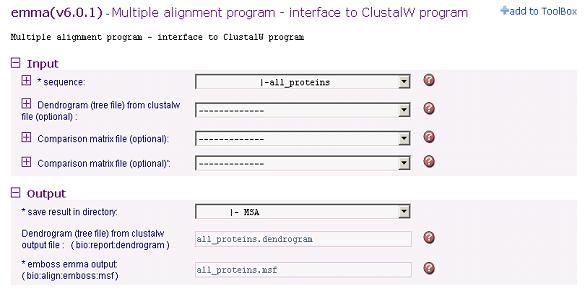 emma(v6.0.1) - Multiple alignment program - interface to ClustalW program
add to ToolBox
Multiple alignment program - interface to ClustalW program
Input
* sequence: |-all_proteins
Dendrogram (tree file) from clustalw file (optional) : -------------
Comparison matrix file (optional): -------------
Comparison matrix file (optional)*: -------------
Output
* save result in directory: |- MSA
Dendrogram (tree file) from clustalw output file : ( bio:report:dendrogram ) all_proteins.dendrogram
* emboss emma output: ( bio:align:emboss:msf) all_proteins.msf